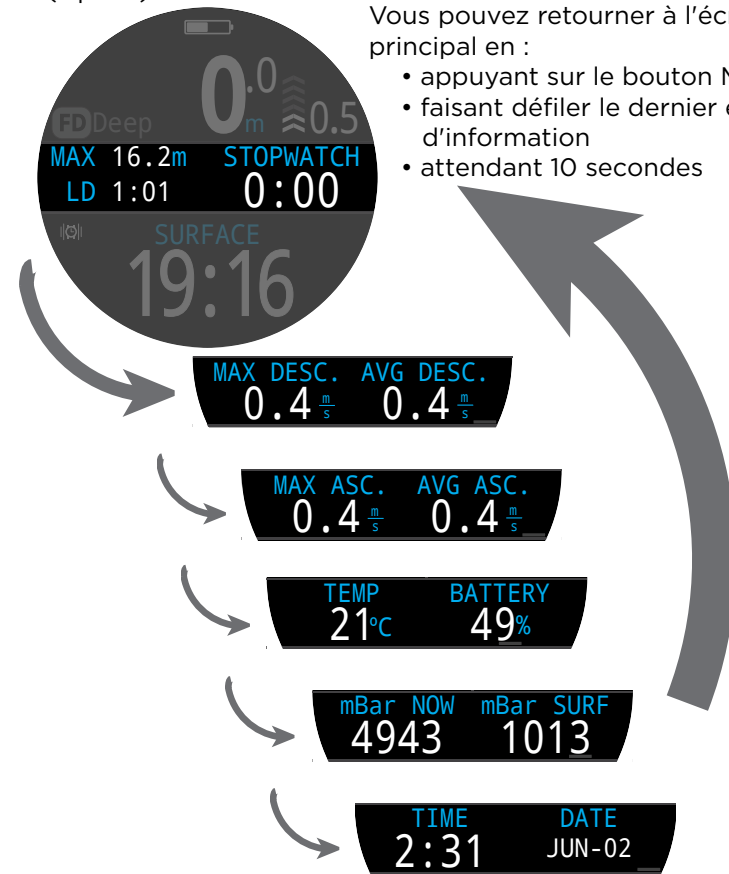 Vous pouvez retourner à l'éc
principal en :
• appuyant sur le bouton
• faisant défiler le dernier
d'information
• attendant 10 secondes
0.0
m
0.5
FD Deep
MAX 16.2m STOPWATCH
LD 1:01 0:00
SURFACE
19:16
MAX DESC. AVG DESC.
0.4 m/s 0.4 m/s
MAX ASC. AVG ASC.
0.4 m/s 0.4 m/s
TEMP BATTERY
21°C 49%
mBar NOW mBar SURF
4943 1013
TIME DATE
2:31 JUN-02